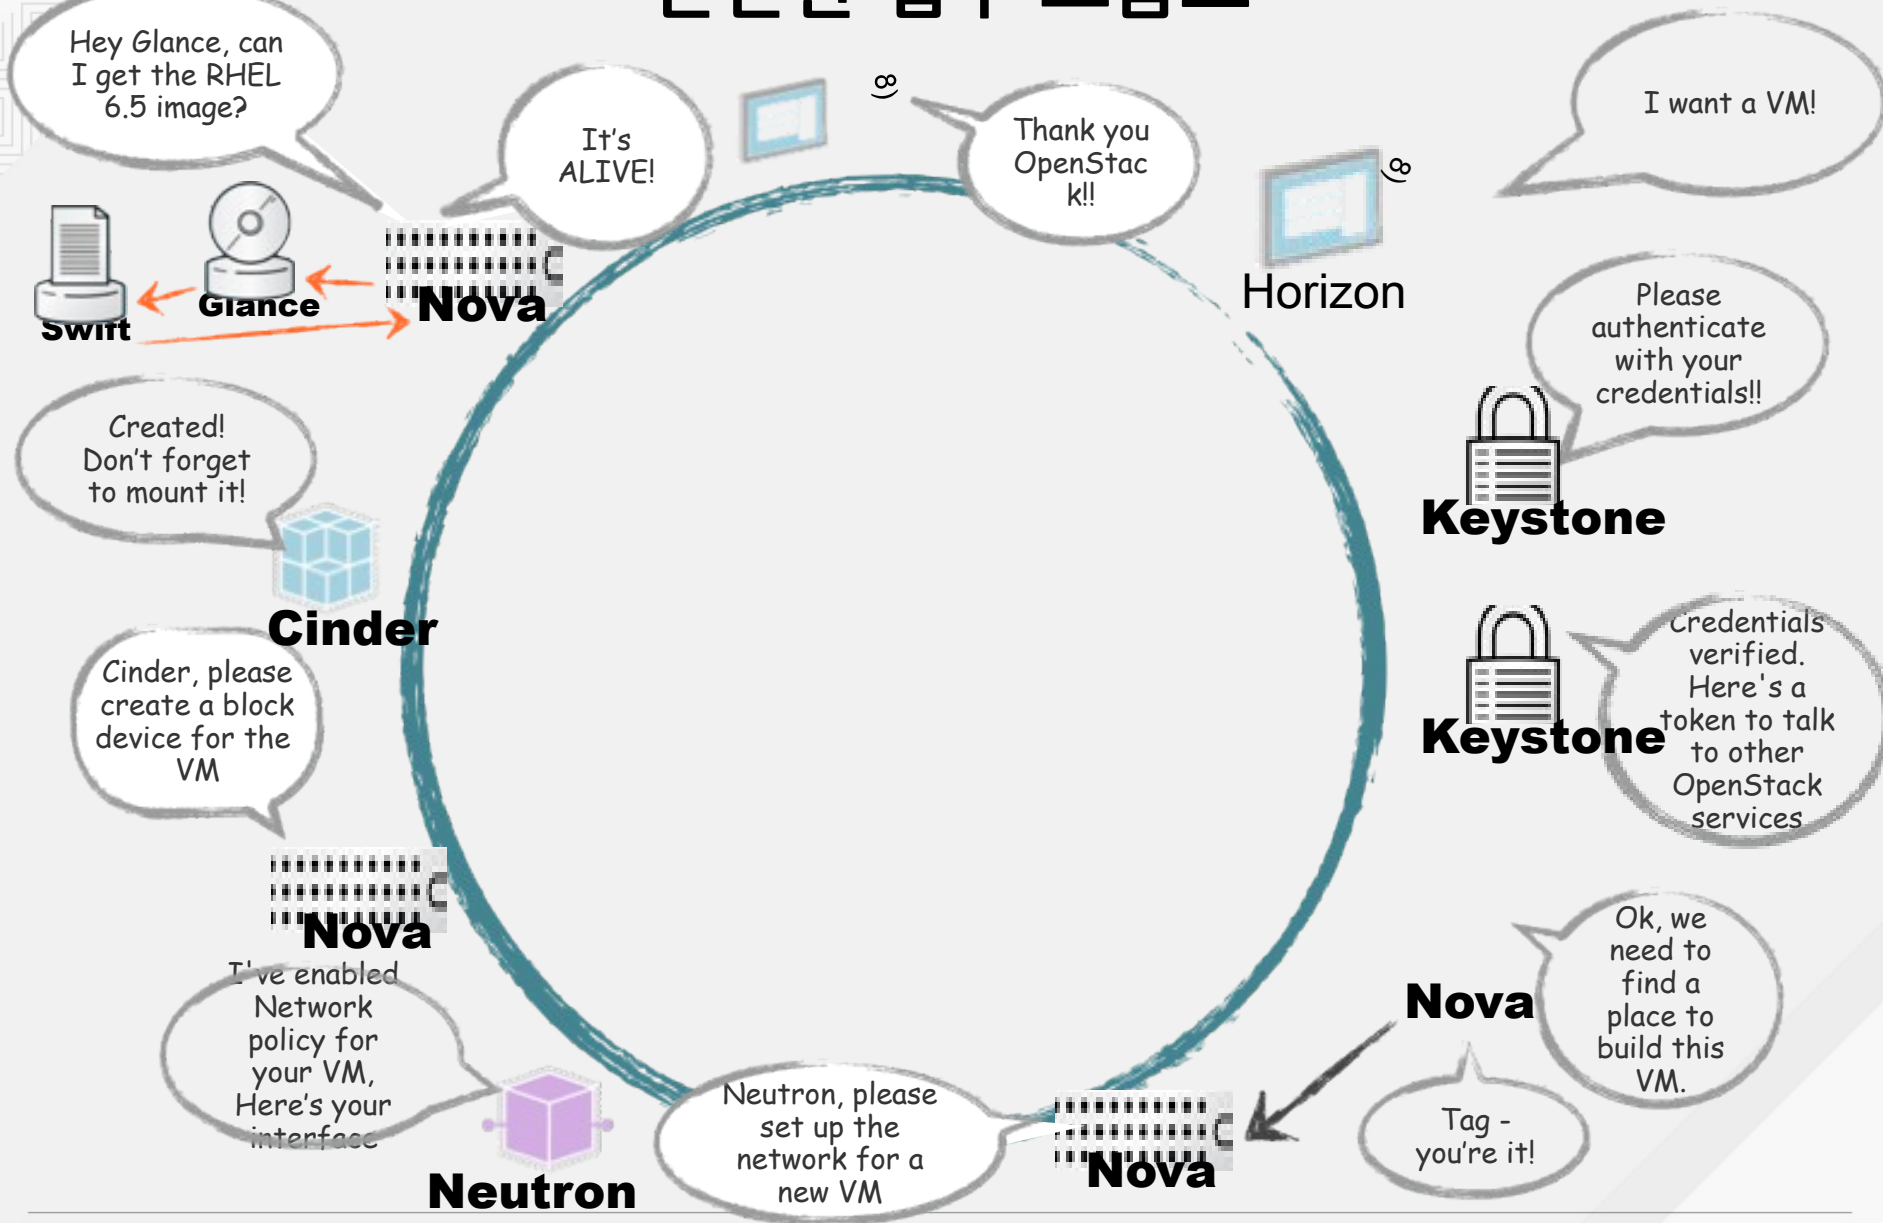 Hey Glance, can
I get the RHEL
6.5 image?
It's
ALIVE!
Thank you
OpenStac
k!!
I want a VM!
Horizon
Please
authenticate
with your
credentials!!
Keystone
Credentials
verified.
Here's a
token to talk
to other
OpenStack
services
Keystone
Ok, we
need to
find a
place to
build this
VM.
Nova
Tag -
you're it!
Nova
Neutron, please
set up the
network for a
new VM
Neutron
I've enabled
Network
policy for
your VM,
Here's your
interface
Nova
Cinder, please
create a block
device for the
VM
Cinder
Created!
Don't forget
to mount it!
Swift
Glance
Nova